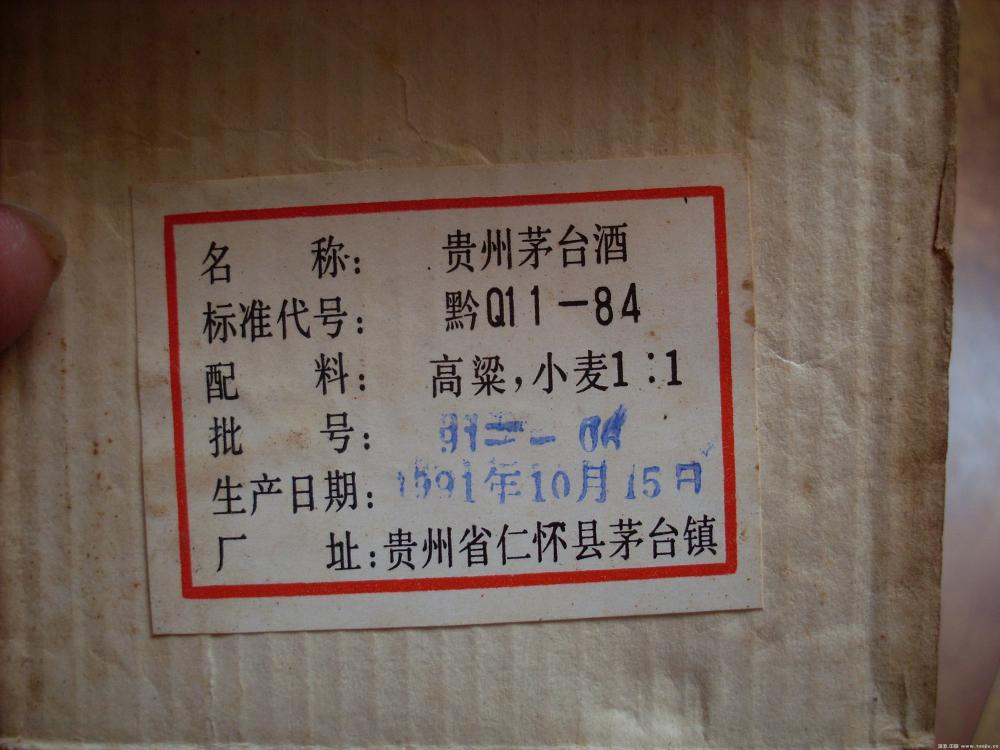 名 称： 贵州茅台酒
标准代号： 黔Q11－84
配 料： 高粱，小麦1：1
批 号： 91
生产日期： 1991年10月15日
厂 址：贵州省仁怀县茅台镇